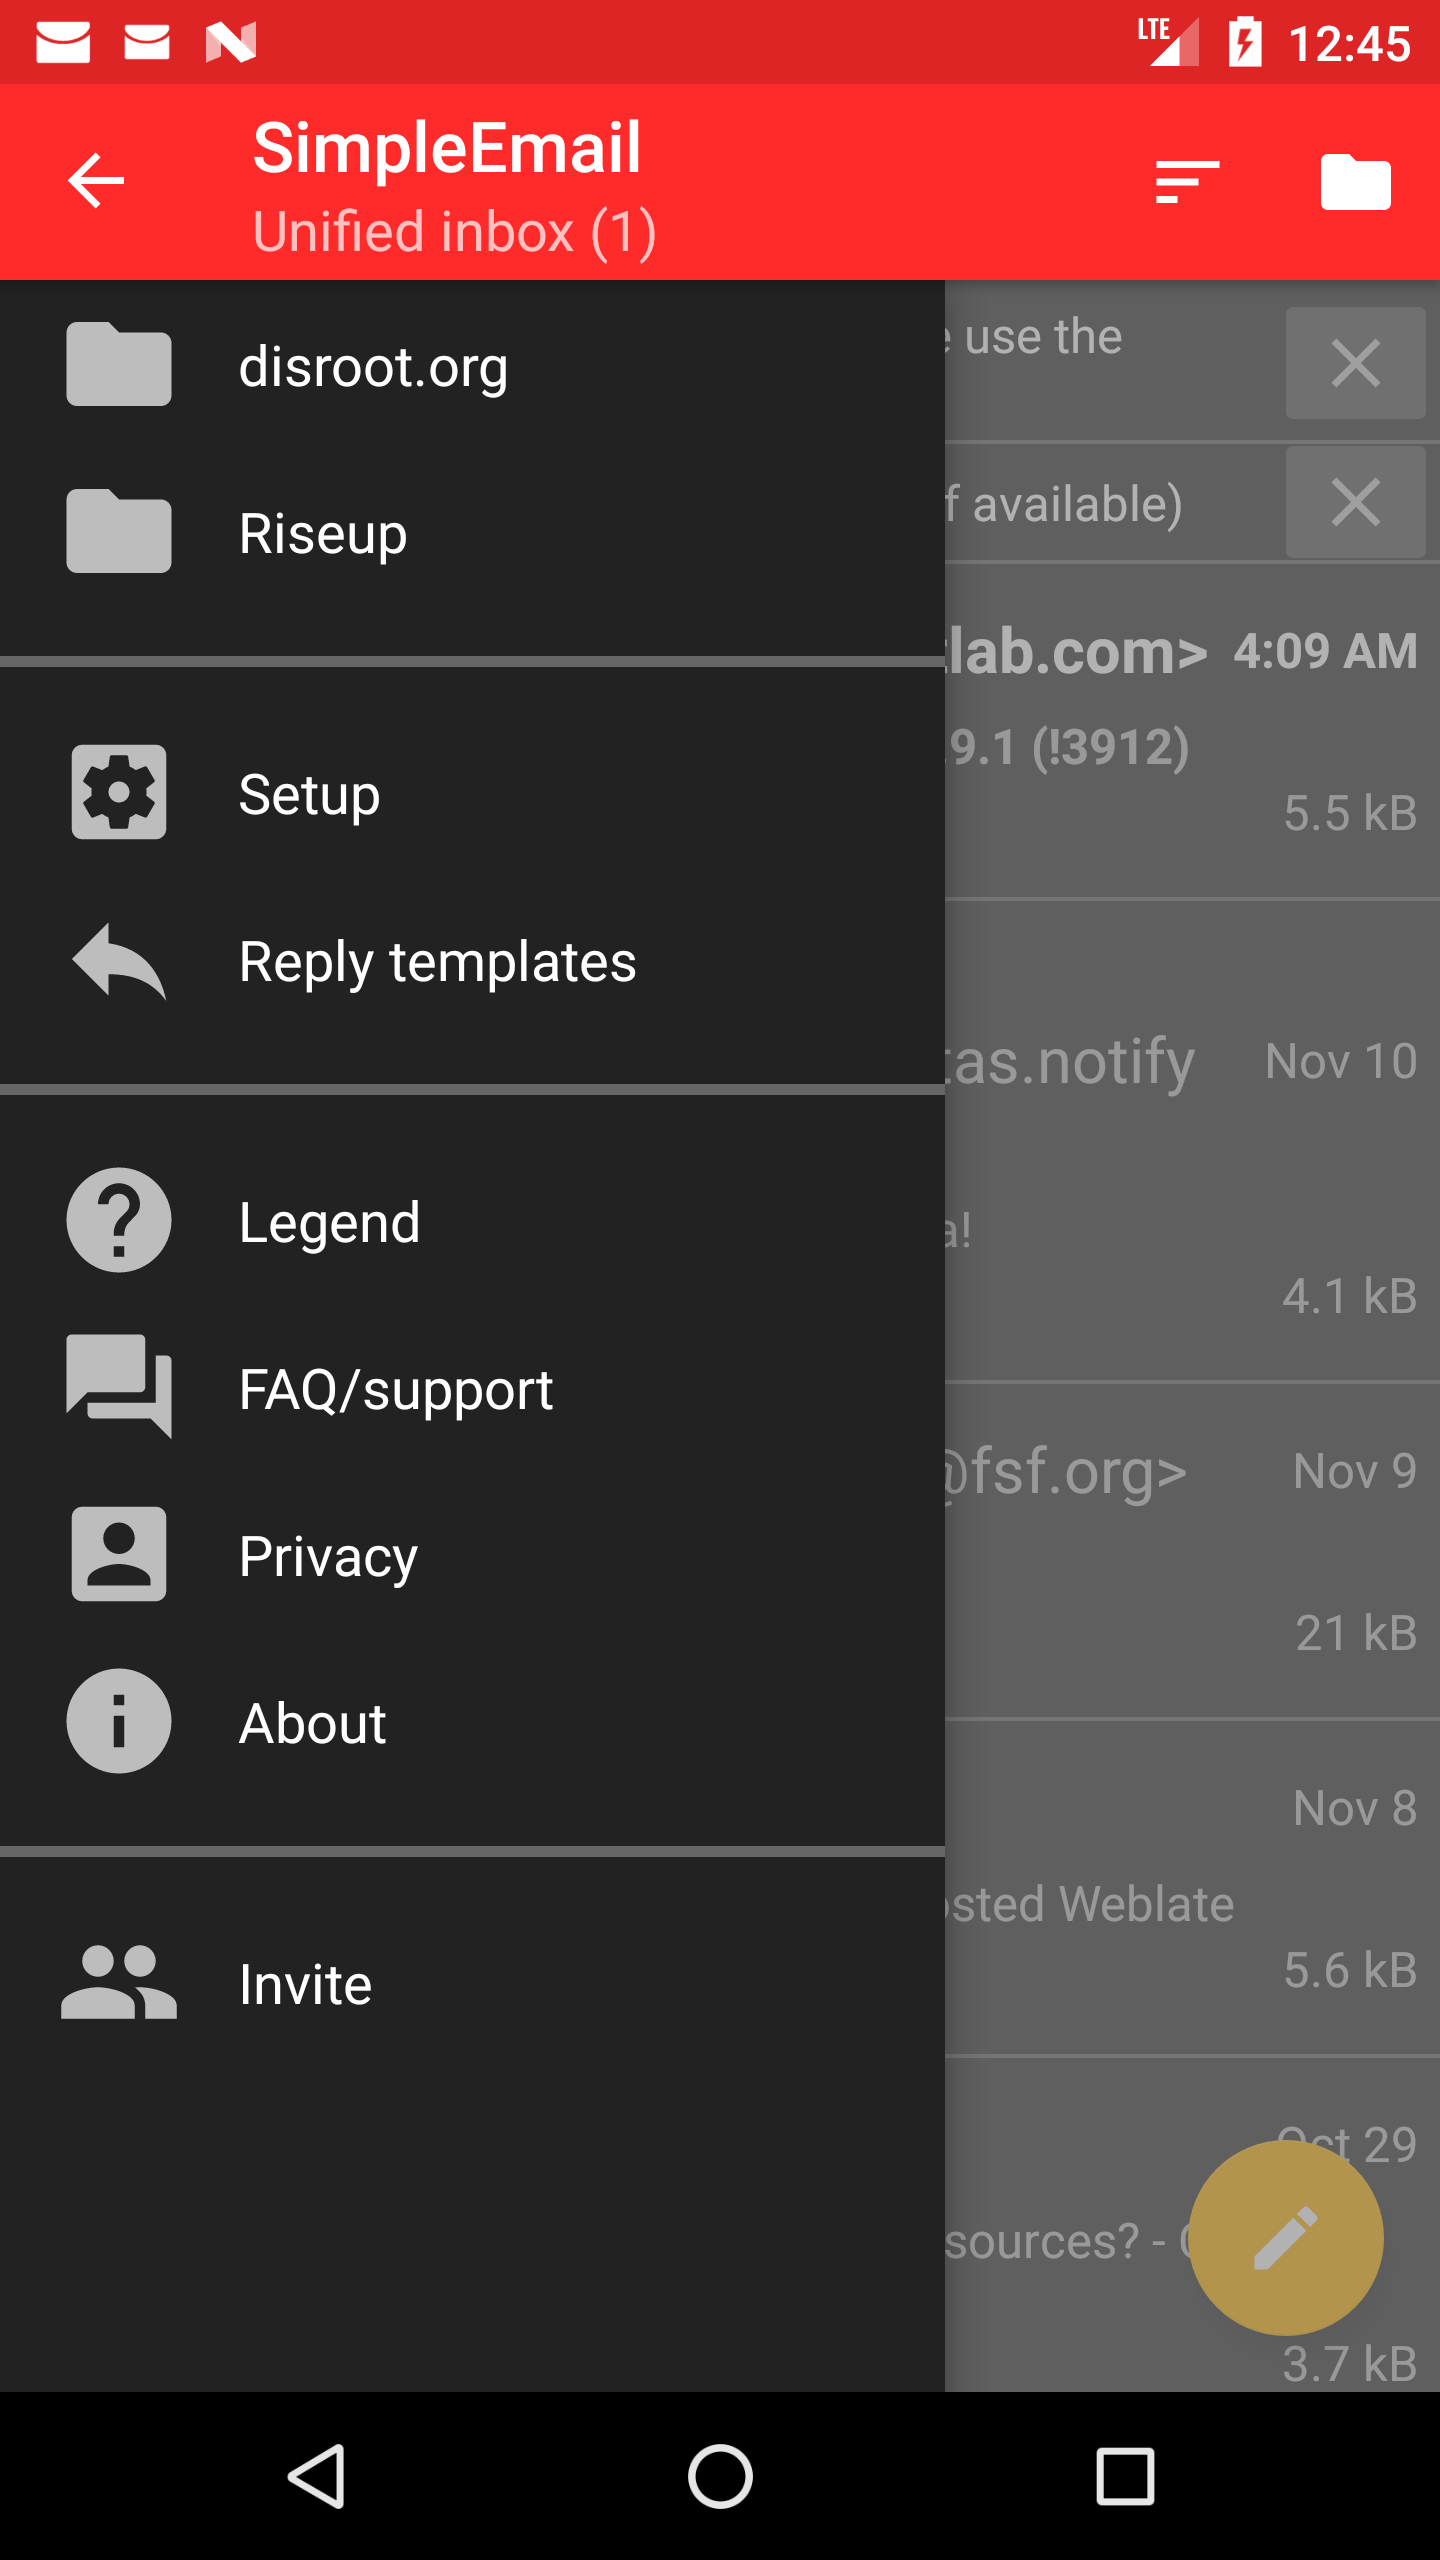 LTE 12:45
SimpleEmail
Unified inbox (1)
disroot.org
Riseup
Setup
Reply templates
Legend
FAQ/support
Privacy
About
Invite
use the
available)
lab.com> 4:09 AM
9.1 (!3912)
5.5 kB
tas.notify Nov 10
a!
4.1 kB
@fsf.org> Nov 9
21 kB
Nov 8
osted Weblate
5.6 kB
Oct 29
sources? -
3.7 kB